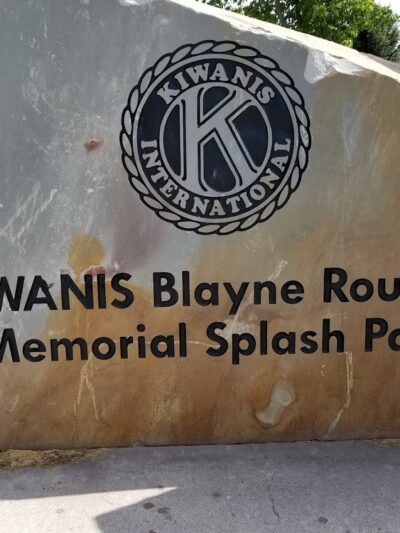 KIWANIS
K
INTERNATIONAL
WANIS Blayne Rou
Memorial Splash Pa